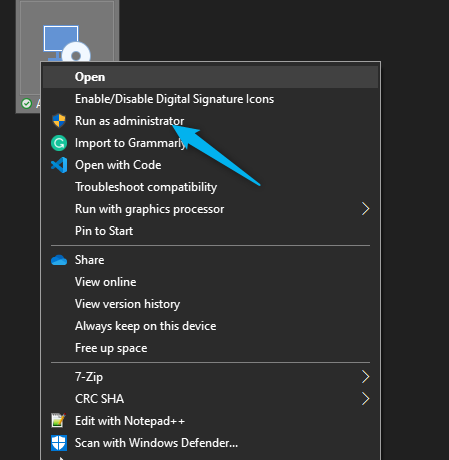 A
Open
Enable/Disable Digital Signature Icons
Run as administrator
Import to Grammarly
Open with Code
Troubleshoot compatibility
Run with graphics processor
Pin to Start
Share
View online
View version history
Always keep on this device
Free up space
7-Zip
CRC SHA
Edit with Notepad++
Scan with Windows Defender...